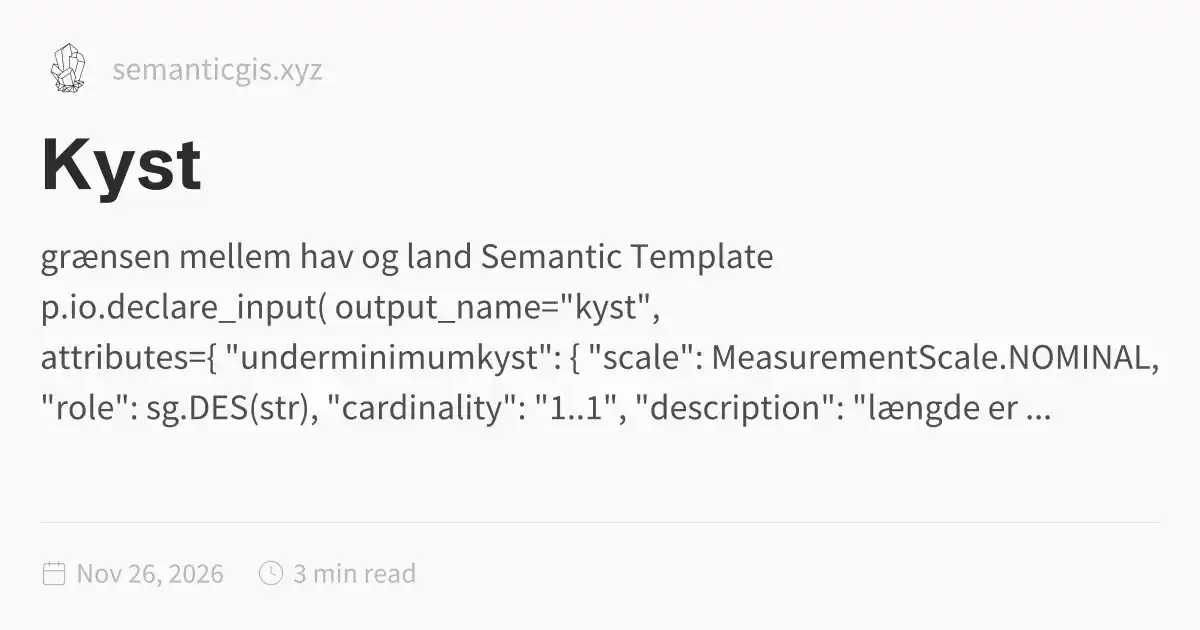 semanticgis.xyz
Kyst
grænsen mellem hav og land Semantic Template
p.io.declare_input( output_name="kyst",
attributes={ "underminimumkyst": { "scale": MeasurementScale.NOMINAL,
"role": sg.DES(str), "cardinality": "1..1", "description": "længde er ...
Nov 26, 2026 3 min read